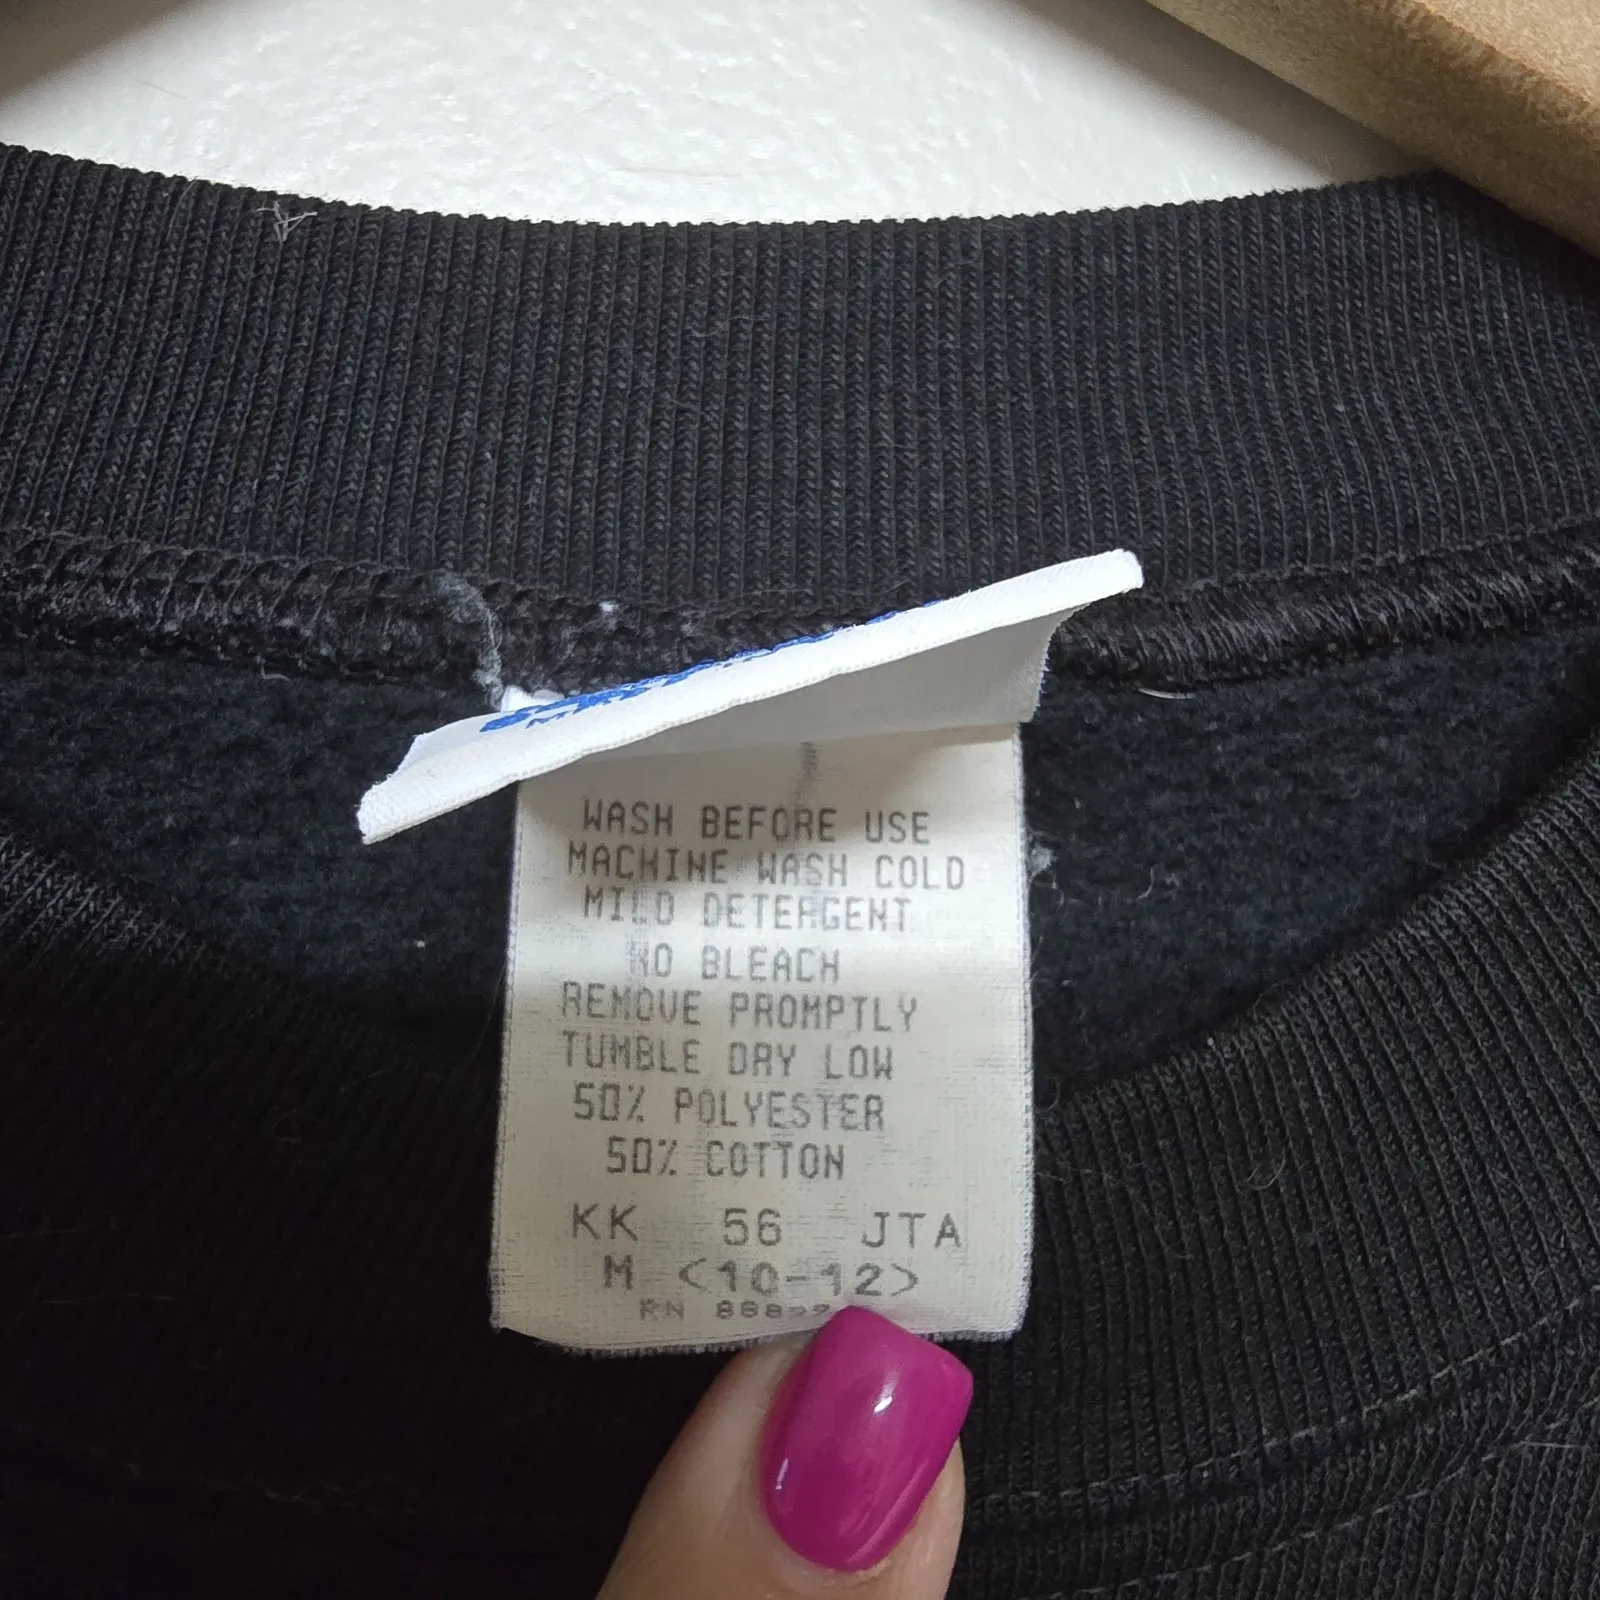 WASH BEFORE USE
MACHINE WASH COLD
MILD DETERGENT
NO BLEACH
REMOVE PROMPTLY
TUMBLE DRY LOW
50% POLYESTER
50% COTTON
KK 56 JTA
M <10-12>
RN